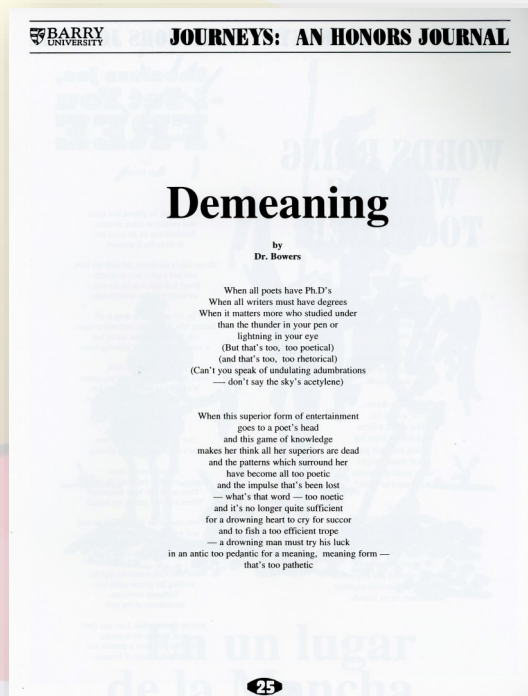 BARRY
UNIVERSITY
JOURNEYS: AN HONORS JOURNAL
Demeaning
by
Dr. Bowers
When all poets have Ph.D's
When all writers must have degrees
When it matters more who studied under
than the thunder in your pen or
lightning in your eye
(But that's too, too poetical)
(and that's too, too rhetorical)
(Can't you speak of undulating adumbrations
— don't say the sky's acetylene)
When this superior form of entertainment
goes to a poet's head
and this game of knowledge
makes her think all her superiors are dead
and the patterns which surround her
have become all too poetic
and the impulse that's been lost
— what's that word — too noetic
and it's no longer quite sufficient
for a drowning heart to cry for succor
and to fish a too efficient trope
— a drowning man must try his luck
in an antic too pedantic for a meaning, meaning form —
that's too pathetic
En un lugar
de la Mancha
25